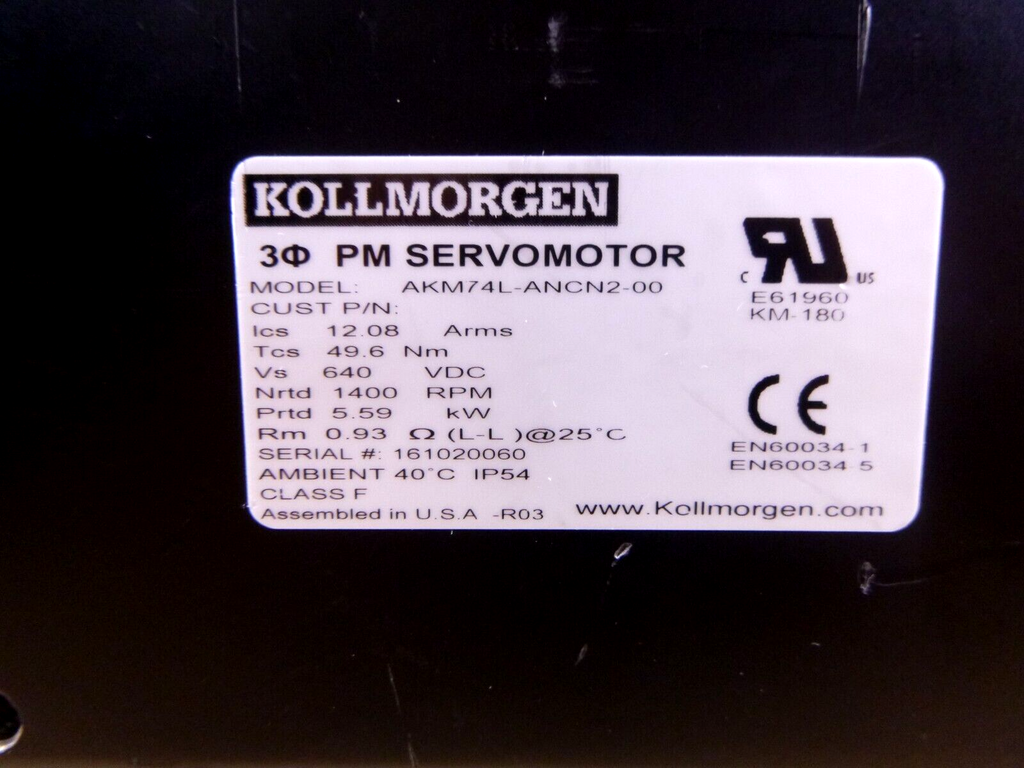 KOLLMORGEN
3Φ PM SERVOMOTOR
MODEL: AKM74L-ANCN2-00
CUST P/N:
Ics 12.08 Arms
Tcs 49.6 Nm
Vs 640 VDC
Nrtd 1400 RPM
Prtd 5.59 kW
Rm 0.93 Ω (L-L )@25°C
SERIAL #: 161020060
AMBIENT 40°C IP54
CLASS F
Assembled in U.S.A -R03
c RU US
E61960
KM-180
CE
EN60034-1
EN60034-5
www.Kollmorgen.com